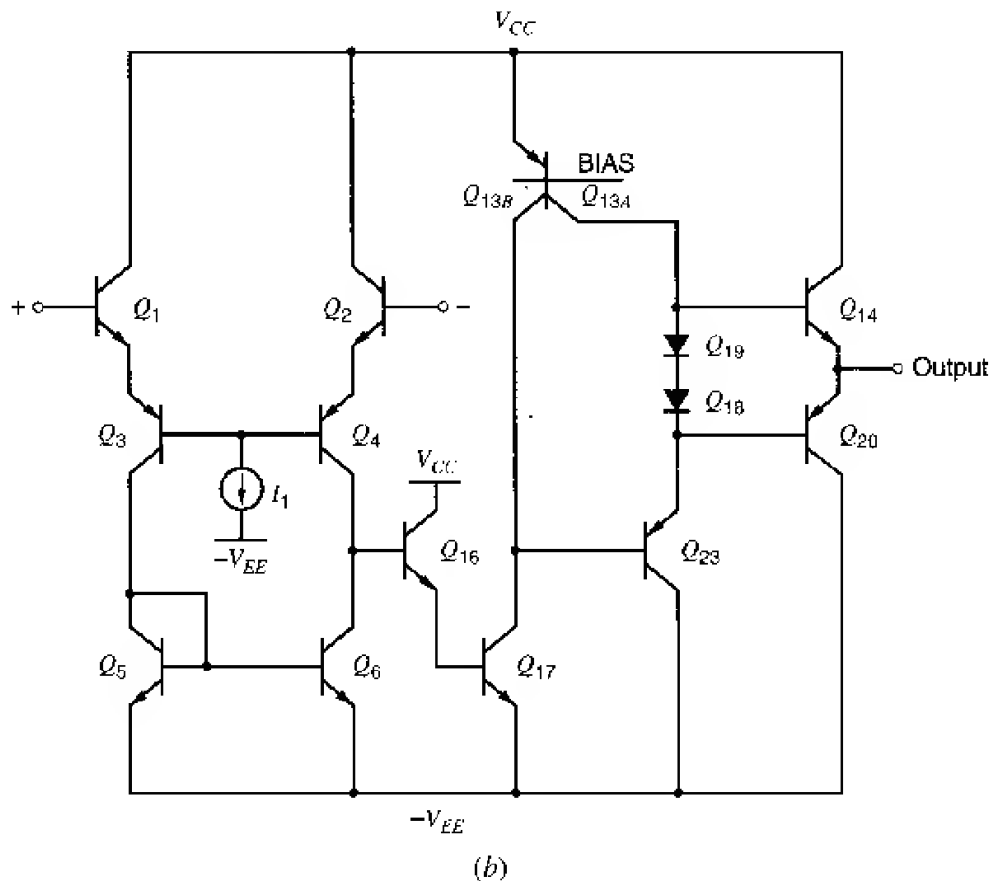 V_CC
BIAS
Q_13B Q_13A
+ Q_1 Q_2 −
Q_14
Q_19
Output
Q_18
Q_3 Q_4 Q_20
V_CC
I_1
−V_EE
Q_16 Q_23
Q_5 Q_6 Q_17
−V_EE
(b)